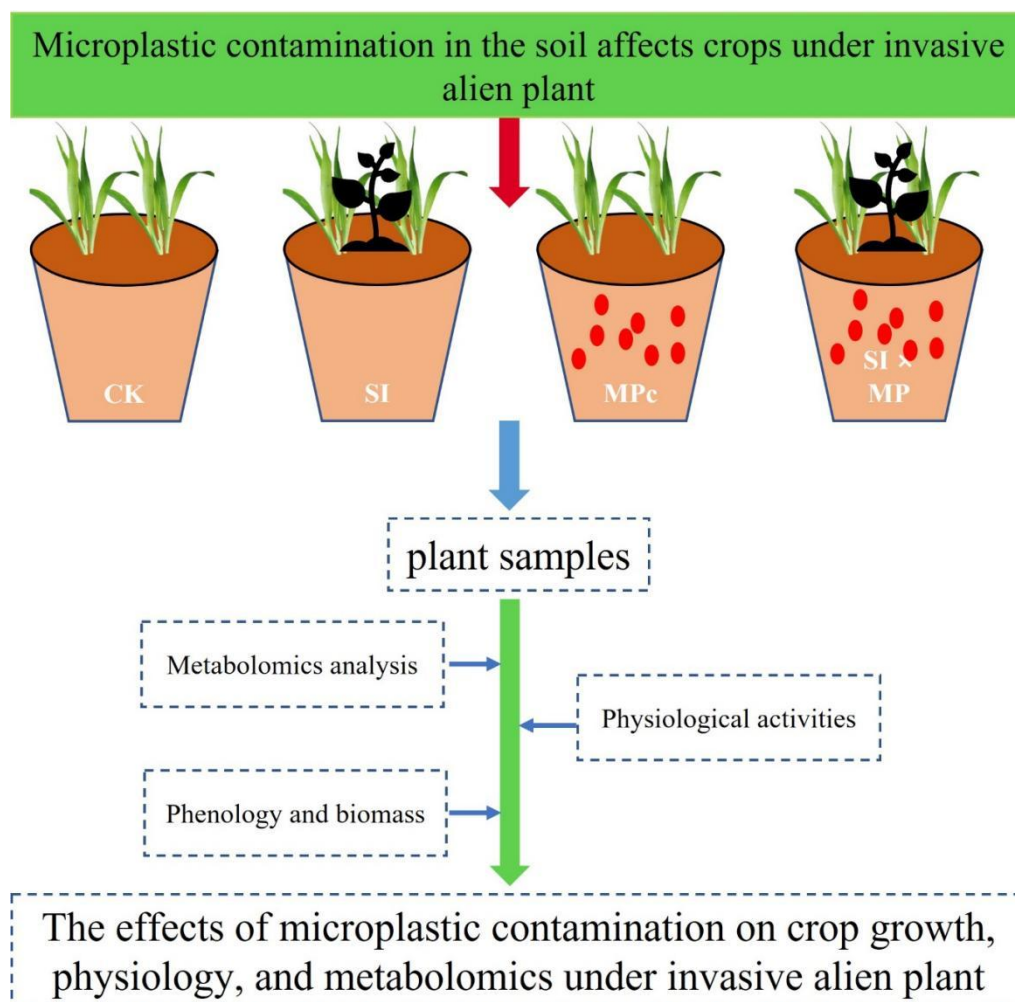 Microplastic contamination in the soil affects crops under invasive
alien plant
CK
SI
MPc
SI ×
MP
plant samples
Metabolomics analysis
Physiological activities
Phenology and biomass
The effects of microplastic contamination on crop growth,
physiology, and metabolomics under invasive alien plant